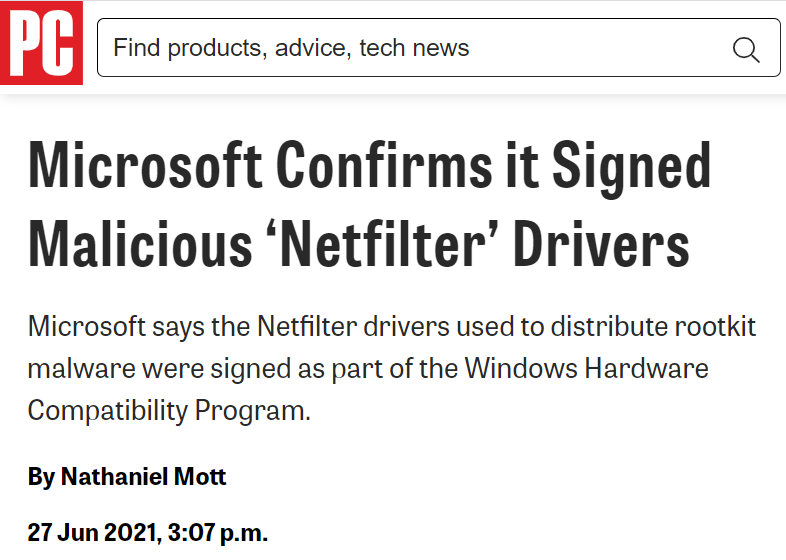 PC
Find products, advice, tech news
Microsoft Confirms it Signed
Malicious ‘Netfilter’ Drivers
Microsoft says the Netfilter drivers used to distribute rootkit
malware were signed as part of the Windows Hardware
Compatibility Program.
By Nathaniel Mott
27 Jun 2021, 3:07 p.m.